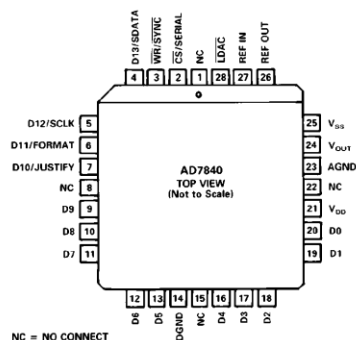 D13/SDATA
WR/SYNC
CS/SERIAL
NC
LDAC
REF IN
REF OUT
4 3 2 1 28 27 26
D12/SCLK 5
D11/FORMAT 6
D10/JUSTIFY 7
NC 8
D9 9
D8 10
D7 11
AD7840
TOP VIEW
(Not to Scale)
25 VSS
24 VOUT
23 AGND
22 NC
21 VDD
20 D0
19 D1
12 13 14 15 16 17 18
D6
D5
DGND
NC
D4
D3
D2
NC = NO CONNECT